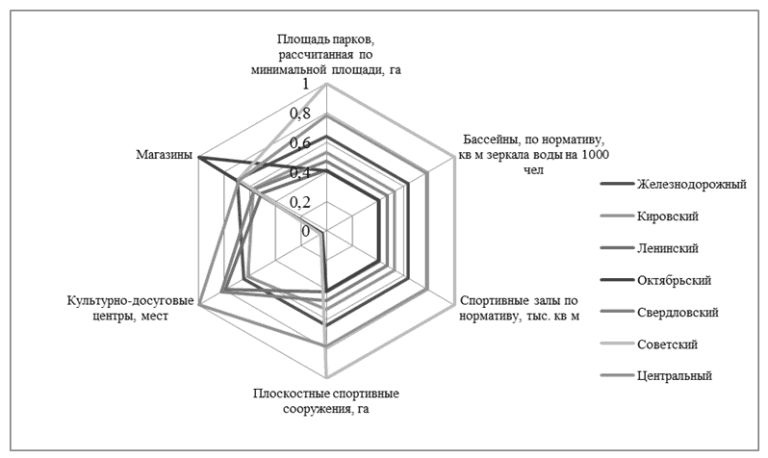 Площадь парков,
рассчитанная по
минимальной площади, га
1
0,8
0,6
0,4
0,2
0
Бассейны, по нормативу,
кв м зеркала воды на 1000
чел
Спортивные залы по
нормативу, тыс. кв м
Плоскостные спортивные
сооружения, га
Культурно-досуговые
центры, мест
Магазины
Железнодорожный
Кировский
Ленинский
Октябрьский
Свердловский
Советский
Центральный